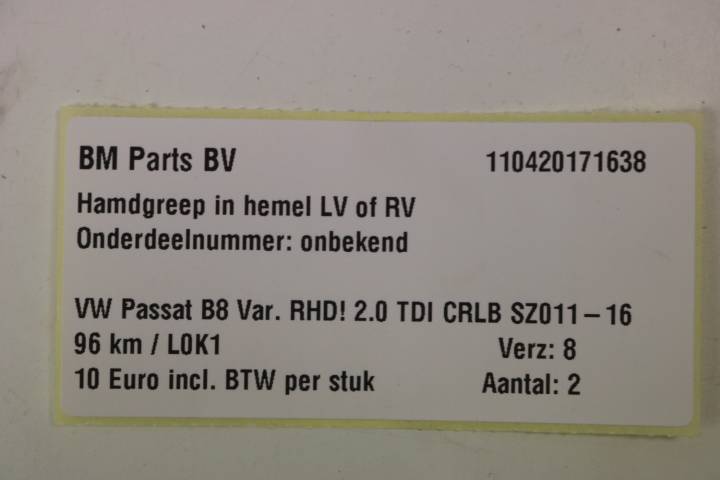 BM Parts BV 110420171638
Hamdgreep in hemel LV of RV
Onderdeelnummer: onbekend
VW Passat B8 Var. RHD! 2.0 TDI CRLB SZ011-16
96 km / L0K1 Verz: 8
10 Euro incl. BTW per stuk Aantal: 2